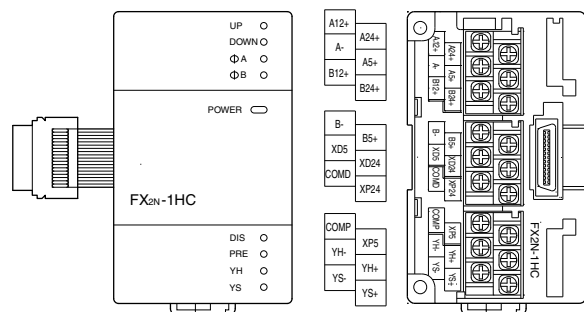 UP
DOWN
ΦA
ΦB
POWER
FX2N-1HC
DIS
PRE
YH
YS
A12+
A24+
A-
A5+
B12+
B24+
B-
B5+
XD5
XD24
COMD
XP24
COMP
XP5
YH-
YH+
YS-
YS+
A12+
A24+
A-
A5+
B12+
B24+
B-
B5+
XD5
XD24
COMD
XP24
COMP
XP5
YH-
YH+
YS-
YS+
FX2N-1HC